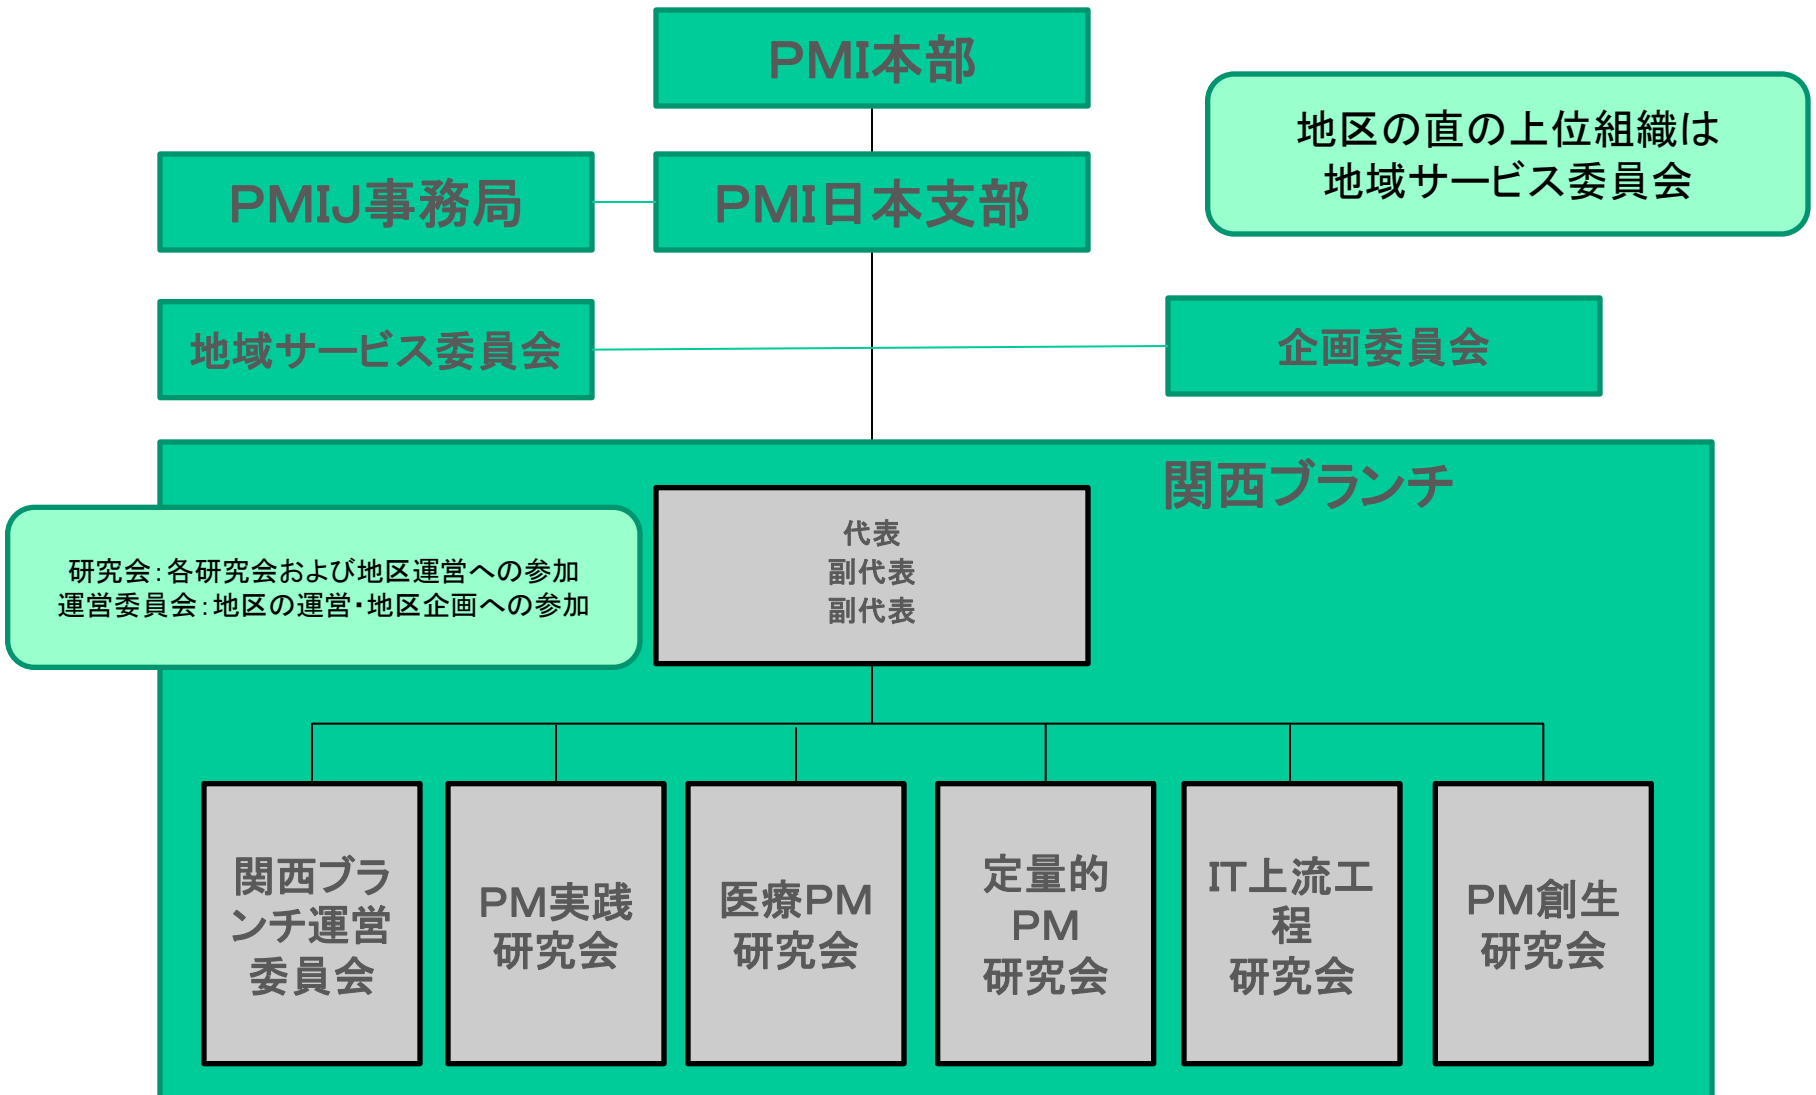 PMI本部
地区の直の上位組織は
地域サービス委員会
PMIJ事務局
PMI日本支部
地域サービス委員会
企画委員会
関西ブランチ
代表
副代表
副代表
研究会:各研究会および地区運営への参加
運営委員会:地区の運営・地区企画への参加
関西ブラ
ンチ運営
委員会
PM実践
研究会
医療PM
研究会
定量的
PM
研究会
IT上流工
程
研究会
PM創生
研究会